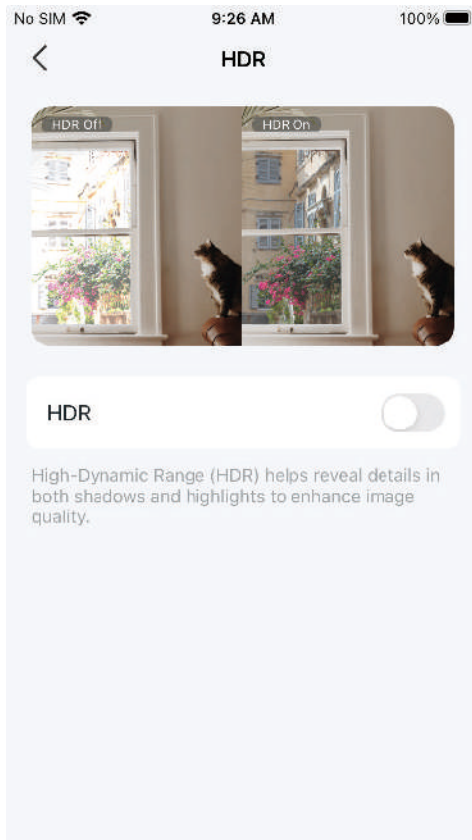 No SIM 9:26 AM 100%
HDR
HDR Off HDR On
HDR
High-Dynamic Range (HDR) helps reveal details in
both shadows and highlights to enhance image
quality.